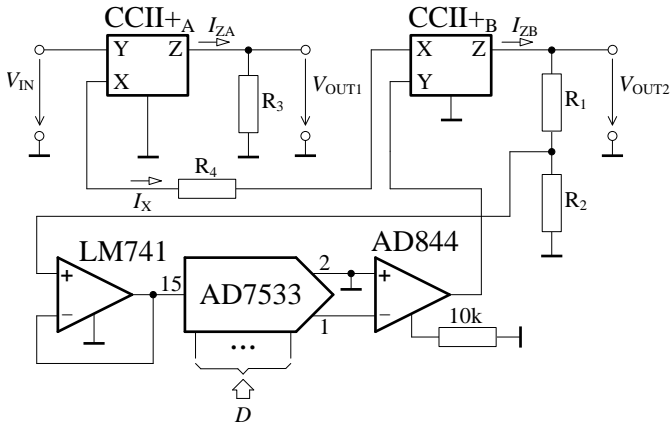 CCII+A
CCII+B
IZA
IZB
Y Z
X
X Z
Y
VIN
R3
VOUT1
R1
VOUT2
R4
IX
R2
LM741
AD844
+
−
15
AD7533
2
1
+
−
10k
...
D